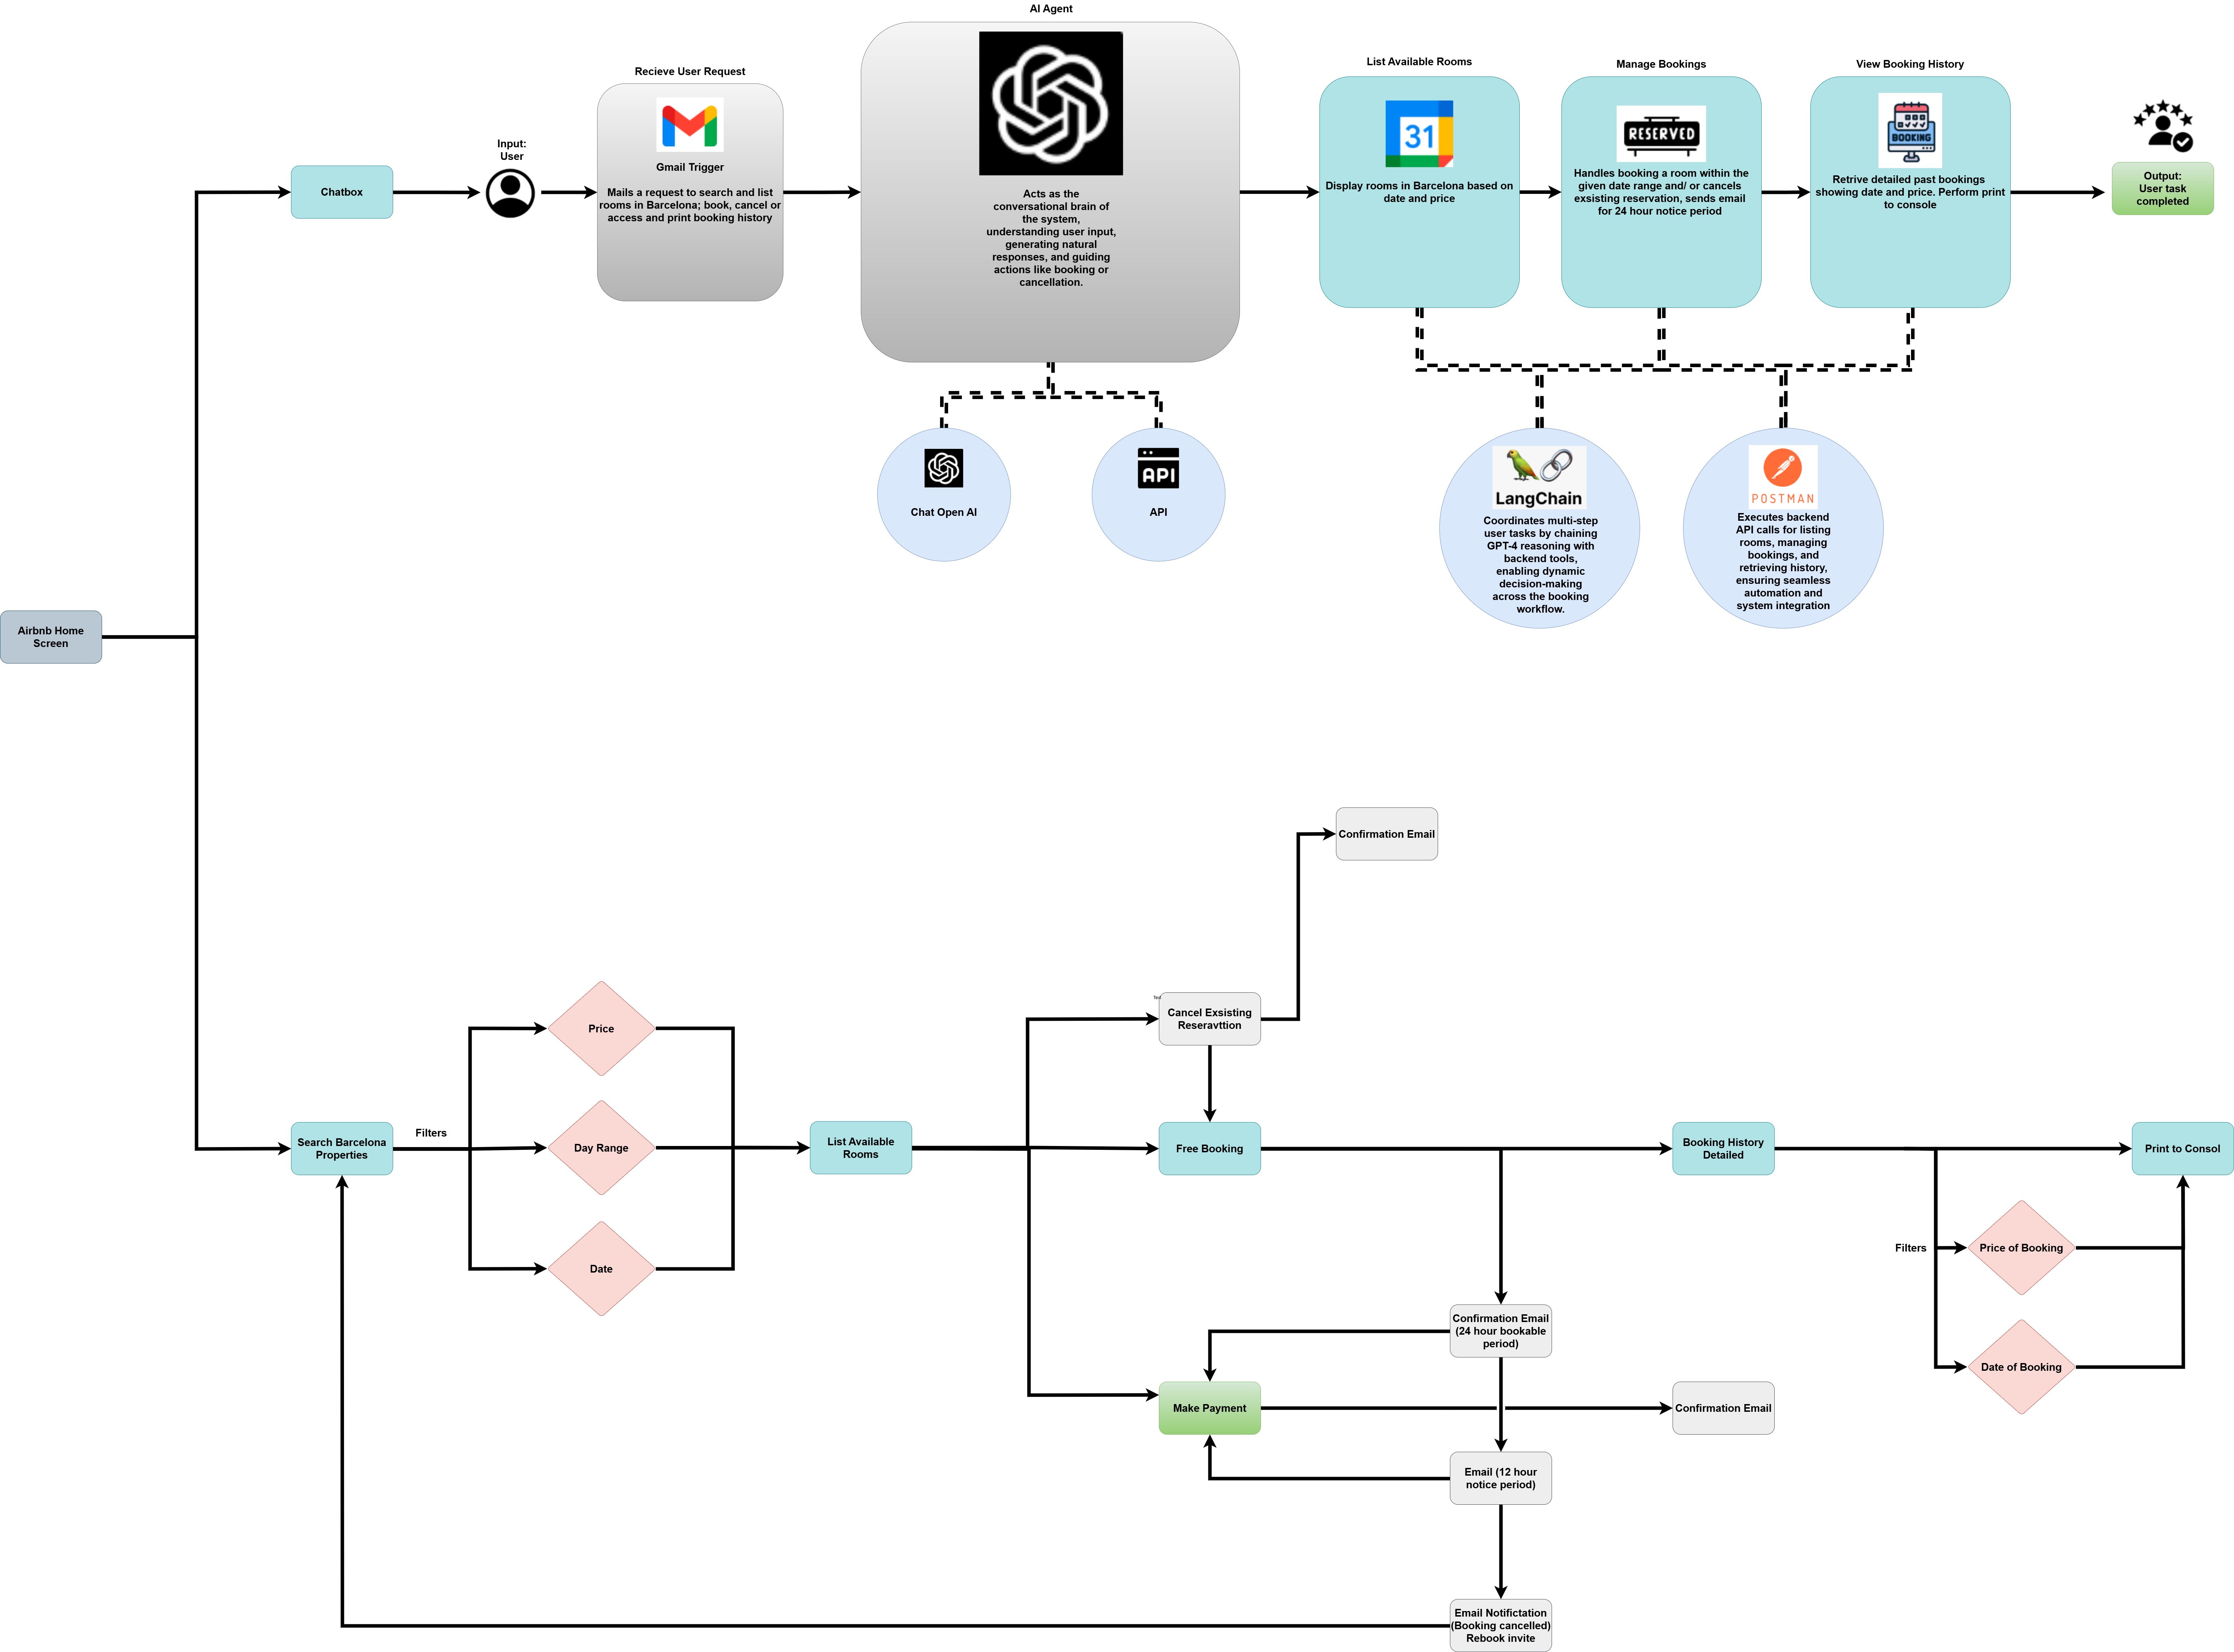 AI Agent
Recieve User Request
List Available Rooms
Manage Bookings
View Booking History
Chatbox
Input:
User
Gmail Trigger
Mails a request to search and list
rooms in Barcelona; book, cancel or
access and print booking history
Acts as the
conversational brain of
the system,
understanding user input,
generating natural
responses, and guiding
actions like booking or
cancellation.
31
Display rooms in Barcelona based on
date and price
RESERVED
Handles booking a room within the
given date range and/ or cancels
exsisting reservation, sends email
for 24 hour notice period
BOOKING
Retrive detailed past bookings
showing date and price. Perform print
to console
Output:
User task
completed
Chat Open AI
API
API
LangChain
Coordinates multi-step
user tasks by chaining
GPT-4 reasoning with
backend tools,
enabling dynamic
decision-making
across the booking
workflow.
POSTMAN
Executes backend
API calls for listing
rooms, managing
bookings, and
retrieving history,
ensuring seamless
automation and
system integration
Airbnb Home
Screen
Confirmation Email
Text
Cancel Exsisting
Reseravttion
Price
Search Barcelona
Properties
Filters
Day Range
List Available
Rooms
Free Booking
Booking History
Detailed
Print to Consol
Date
Filters
Price of Booking
Confirmation Email
(24 hour bookable
period)
Date of Booking
Make Payment
Confirmation Email
Email (12 hour
notice period)
Email Notifictation
(Booking cancelled)
Rebook invite